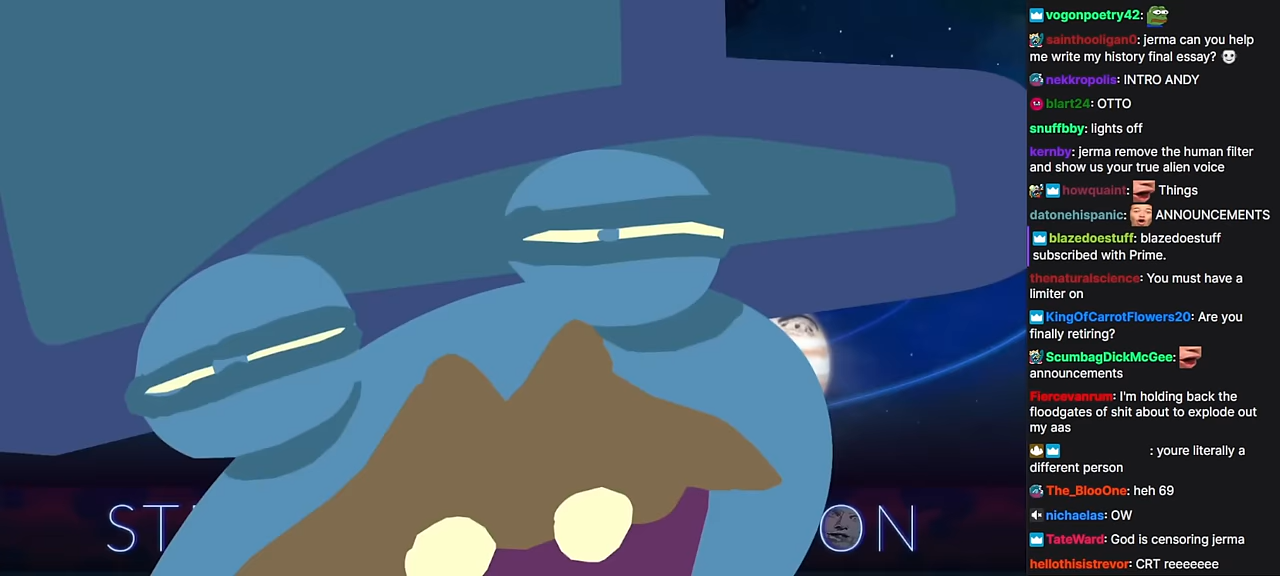 vogonpoetry42:
sainthooligan0: jerma can you help
me write my history final essay?
nekkropolis: INTRO ANDY
blart24: OTTO
snuffbby: lights off
kernby: jerma remove the human filter
and show us your true alien voice
howquaint: Things
datonehispanic: ANNOUNCEMENTS
blazedoestuff: blazedoestuff
subscribed with Prime.
thenaturalscience: You must have a
limiter on
KingOfCarrotFlowers20: Are you
finally retiring?
ScumbagDickMcGee:
announcements
Fiercevanrum: I'm holding back the
floodgates of shit about to explode out
my aas
: youre literally a
different person
The_BlooOne: heh 69
nichaelas: OW
TateWard: God is censoring jerma
hellothisistrevor: CRT reeeeeee
ST ON